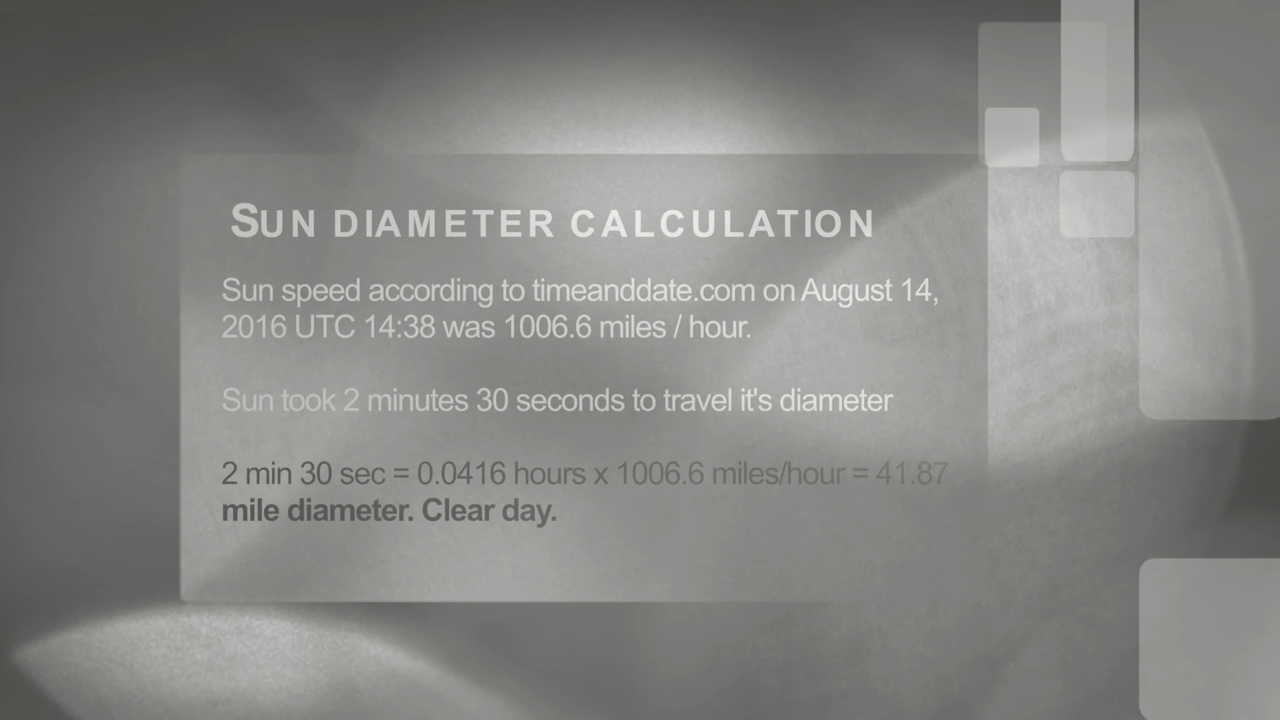 SUN DIAMETER CALCULATION
Sun speed according to timeanddate.com on August 14,
2016 UTC 14:38 was 1006.6 miles / hour.
Sun took 2 minutes 30 seconds to travel it's diameter
2 min 30 sec = 0.0416 hours x 1006.6 miles/hour = 41.87
mile diameter. Clear day.